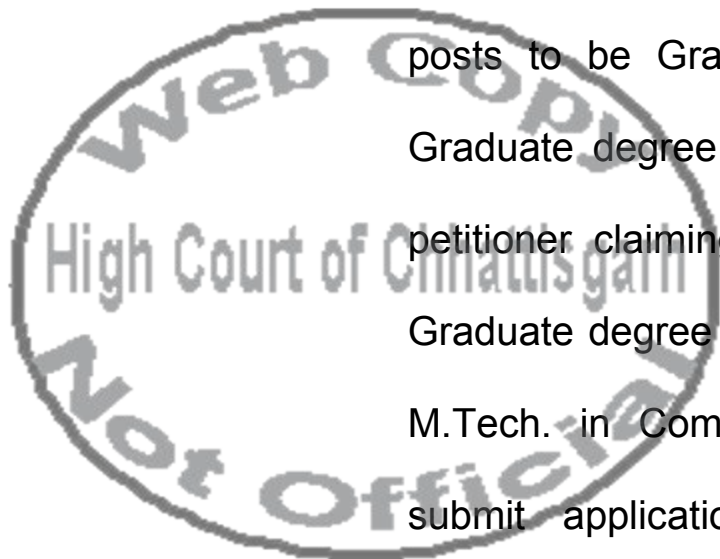 posts to be Gra
Graduate degree
petitioner claiming
Graduate degree
M.Tech. in Com
submit applicatio
Web Copy
High Court of Chhattisgarh
Not Official